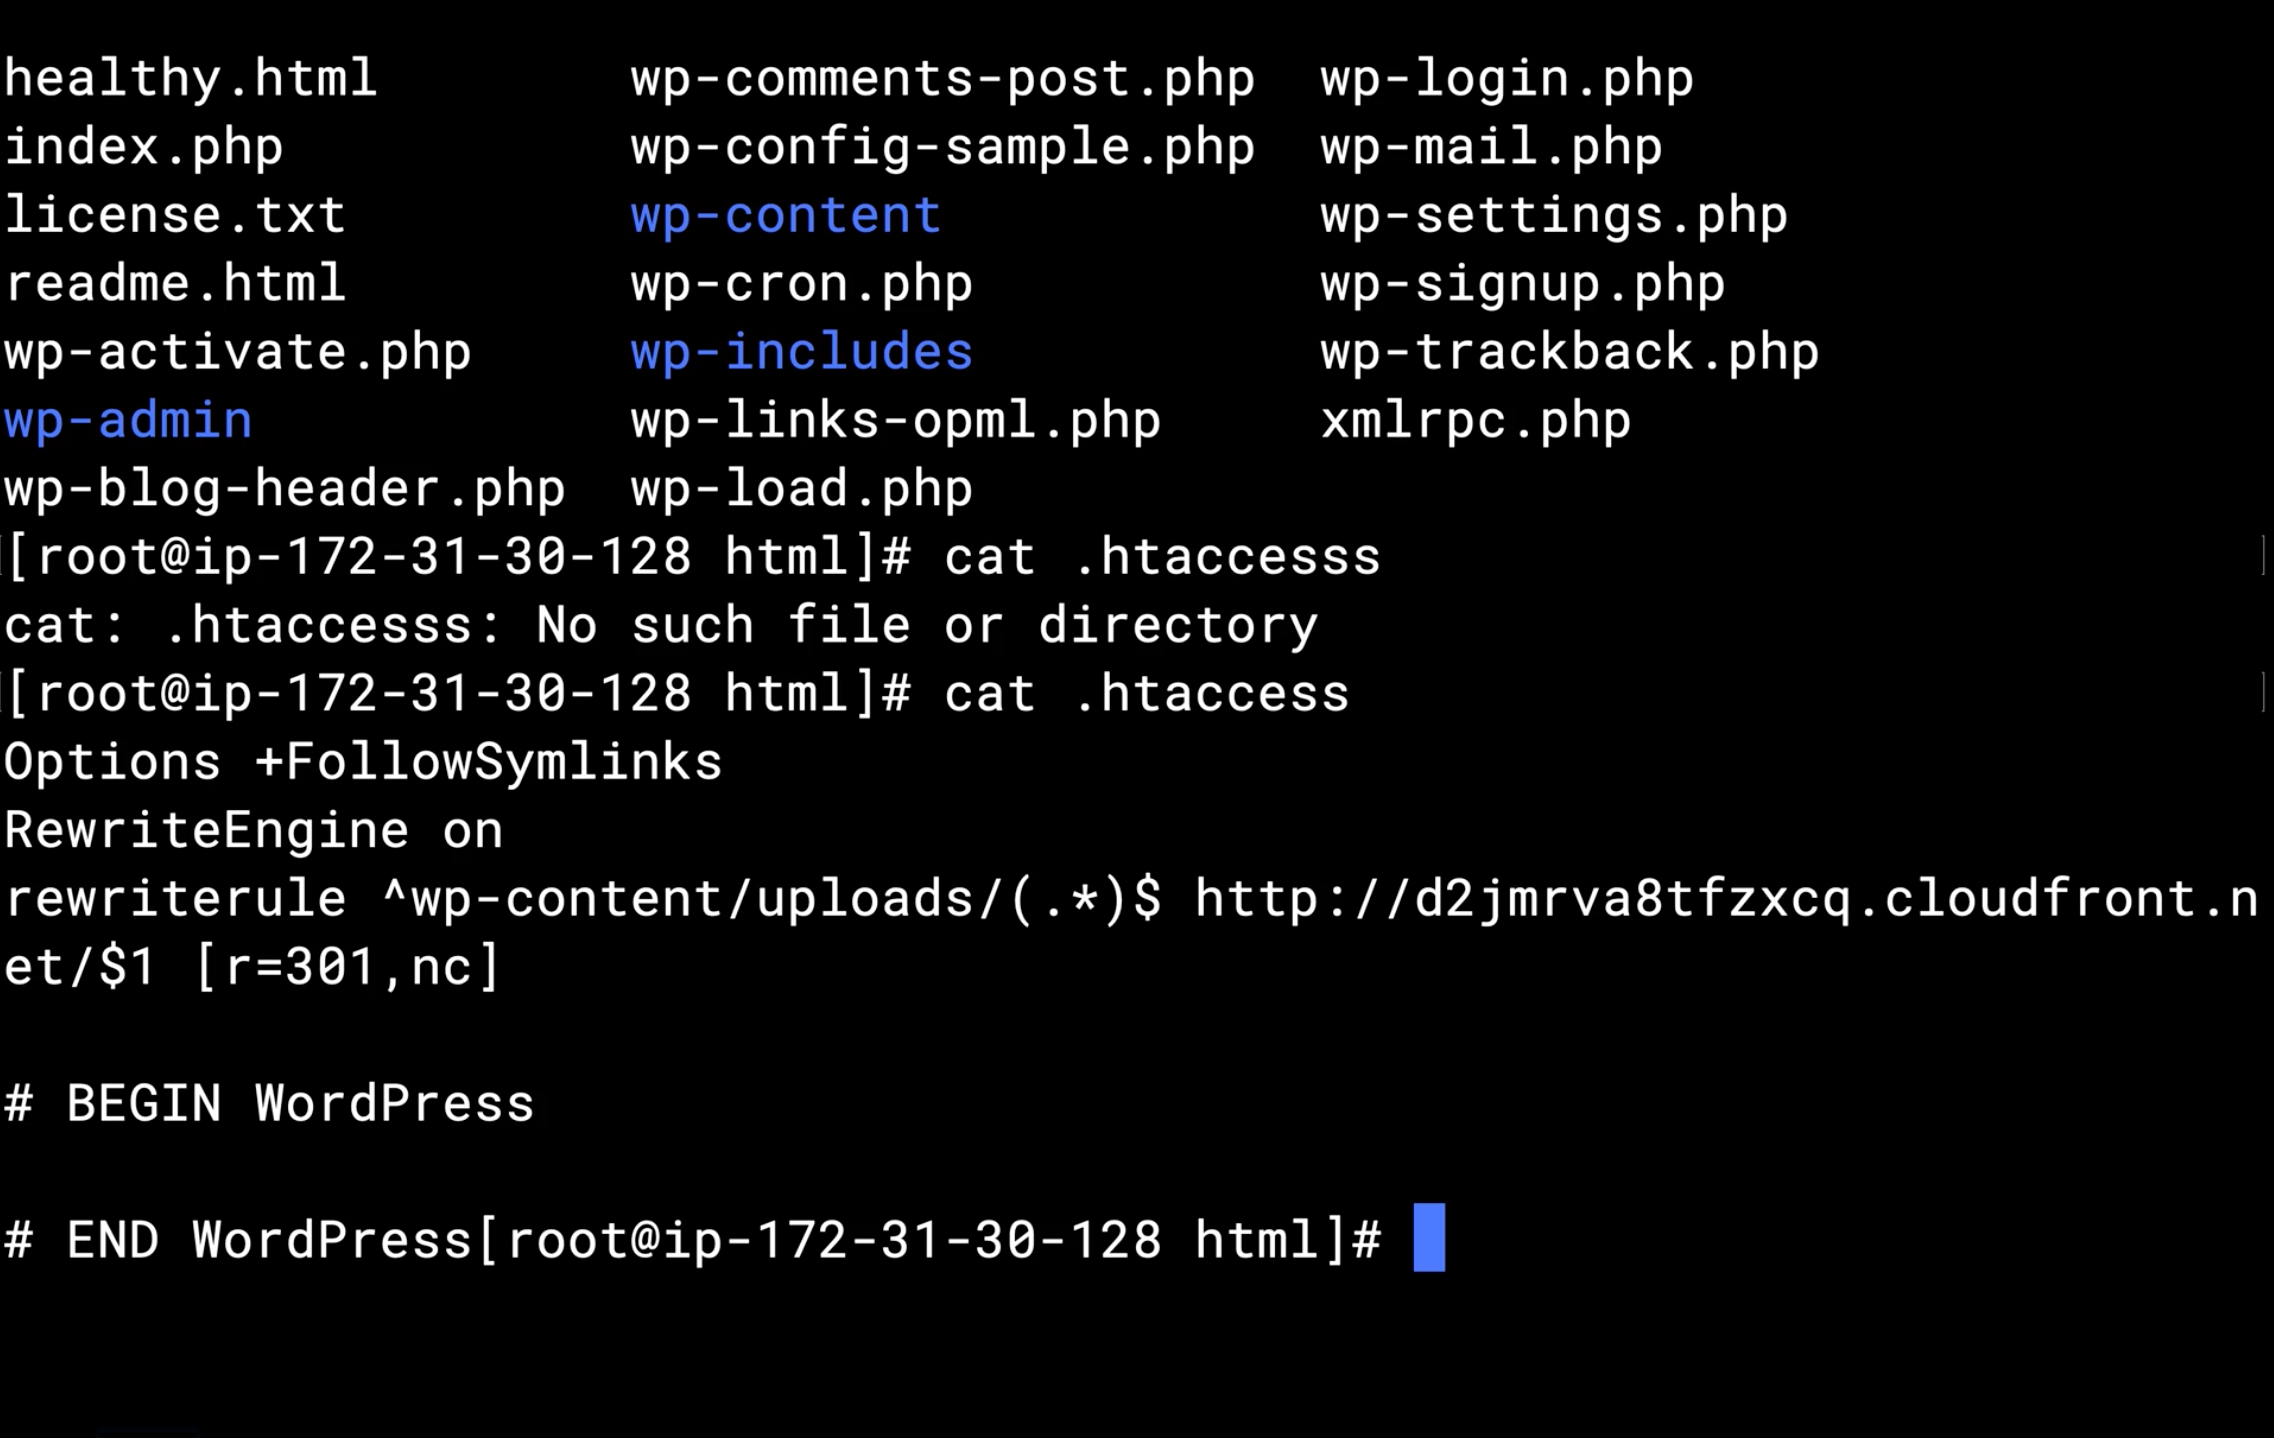 healthy.html wp-comments-post.php wp-login.php
index.php wp-config-sample.php wp-mail.php
license.txt wp-content wp-settings.php
readme.html wp-cron.php wp-signup.php
wp-activate.php wp-includes wp-trackback.php
wp-admin wp-links-opml.php xmlrpc.php
wp-blog-header.php wp-load.php
[root@ip-172-31-30-128 html]# cat .htaccesss
cat: .htaccesss: No such file or directory
[root@ip-172-31-30-128 html]# cat .htaccess
Options +FollowSymlinks
RewriteEngine on
rewriterule ^wp-content/uploads/(.*)$ http://d2jmrva8tfzxcq.cloudfront.n
et/$1 [r=301,nc]
# BEGIN WordPress
# END WordPress[root@ip-172-31-30-128 html]#